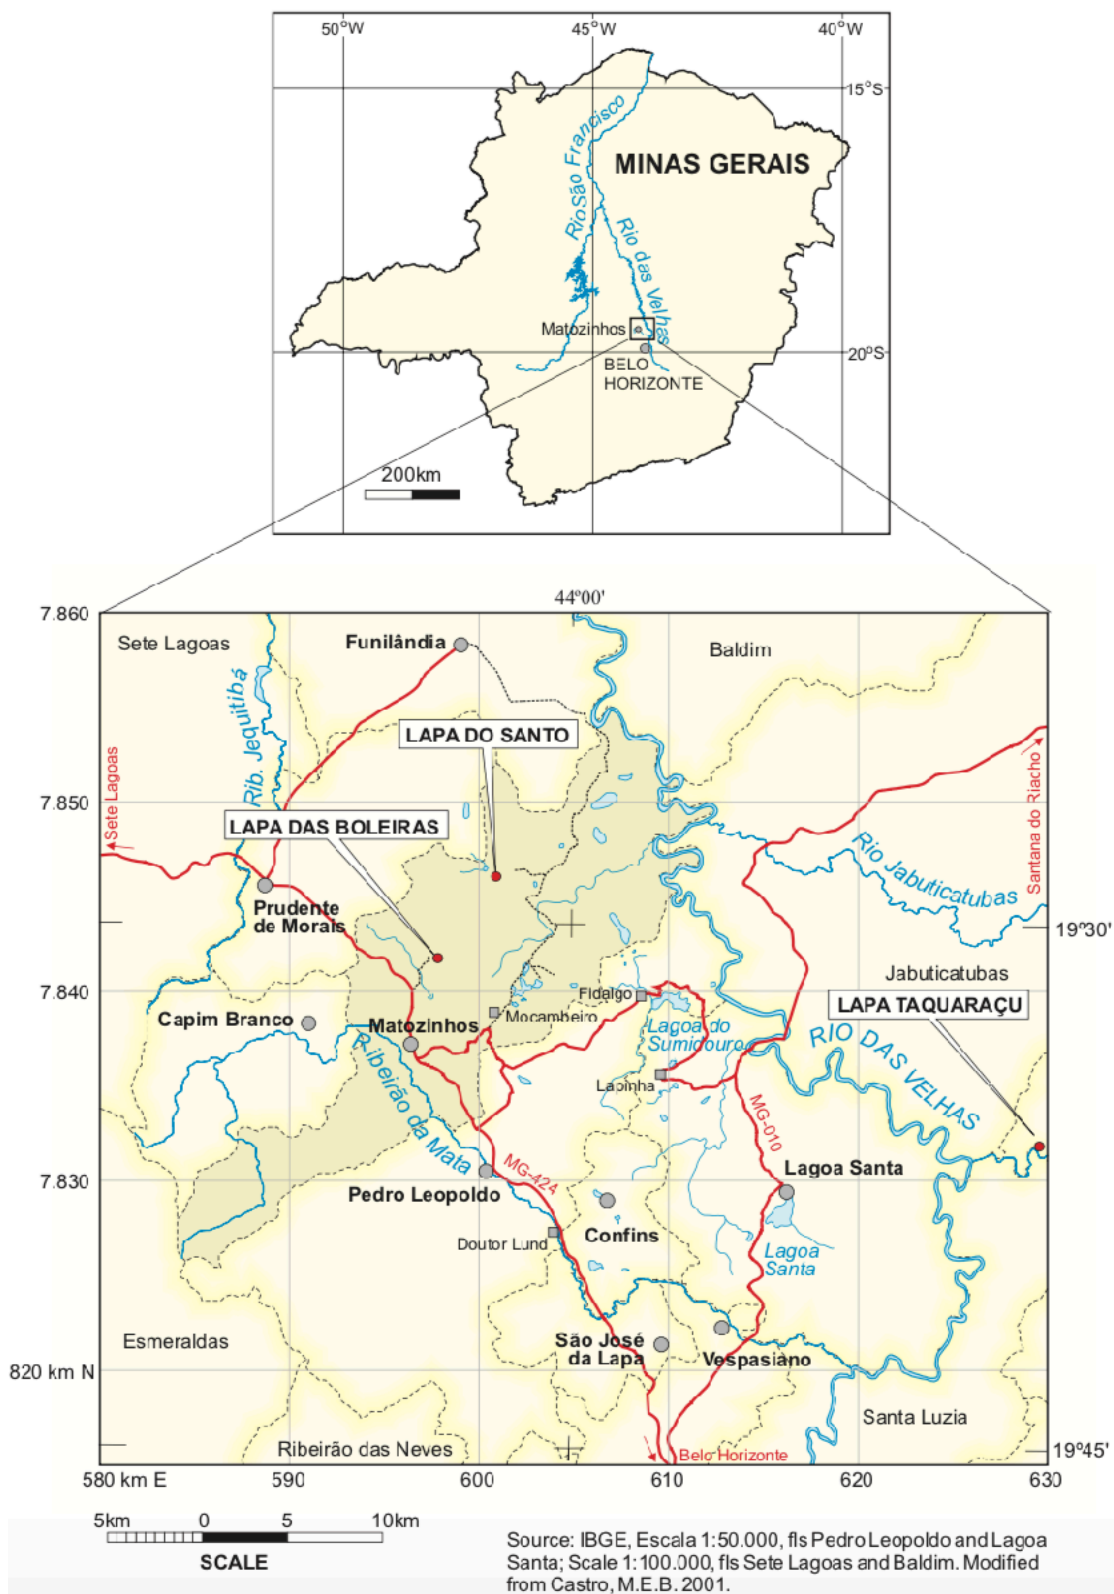 50°W
45°W
40°W
15°S
Rio São Francisco
MINAS GERAIS
Rio das Velhas
Matozinhos
20°S
BELO
HORIZONTE
200km
44°00'
7.860
Sete Lagoas
Funilândia
Baldim
Rib. Jequitibá
LAPA DO SANTO
Sete Lagoas
7.850
LAPA DAS BOLEIRAS
Santana do Riacho
Rio Jabuticatubas
Prudente
de Morais
19°30'
Jabuticatubas
7.840
Fidalgo
LAPA TAQUARAÇU
Capim Branco
Matozinhos
Mocambeiro
Lagoa do
Sumidouro
RIO DAS VELHAS
Ribeirão da Mata
Lapinha
MG-010
MG-424
7.830
Pedro Leopoldo
Lagoa Santa
Confins
Doutor Lund
Lagoa
Santa
Esmeraldas
São José
da Lapa
Vespasiano
820 km N
Santa Luzia
Ribeirão das Neves
Belo Horizonte
19°45'
580 km E
590
600
610
620
630
5km
0
5
10km
SCALE
Source: IBGE, Escala 1:50.000, fls Pedro Leopoldo and Lagoa
Santa; Scale 1:100.000, fls Sete Lagoas and Baldim. Modified
from Castro, M.E.B. 2001.